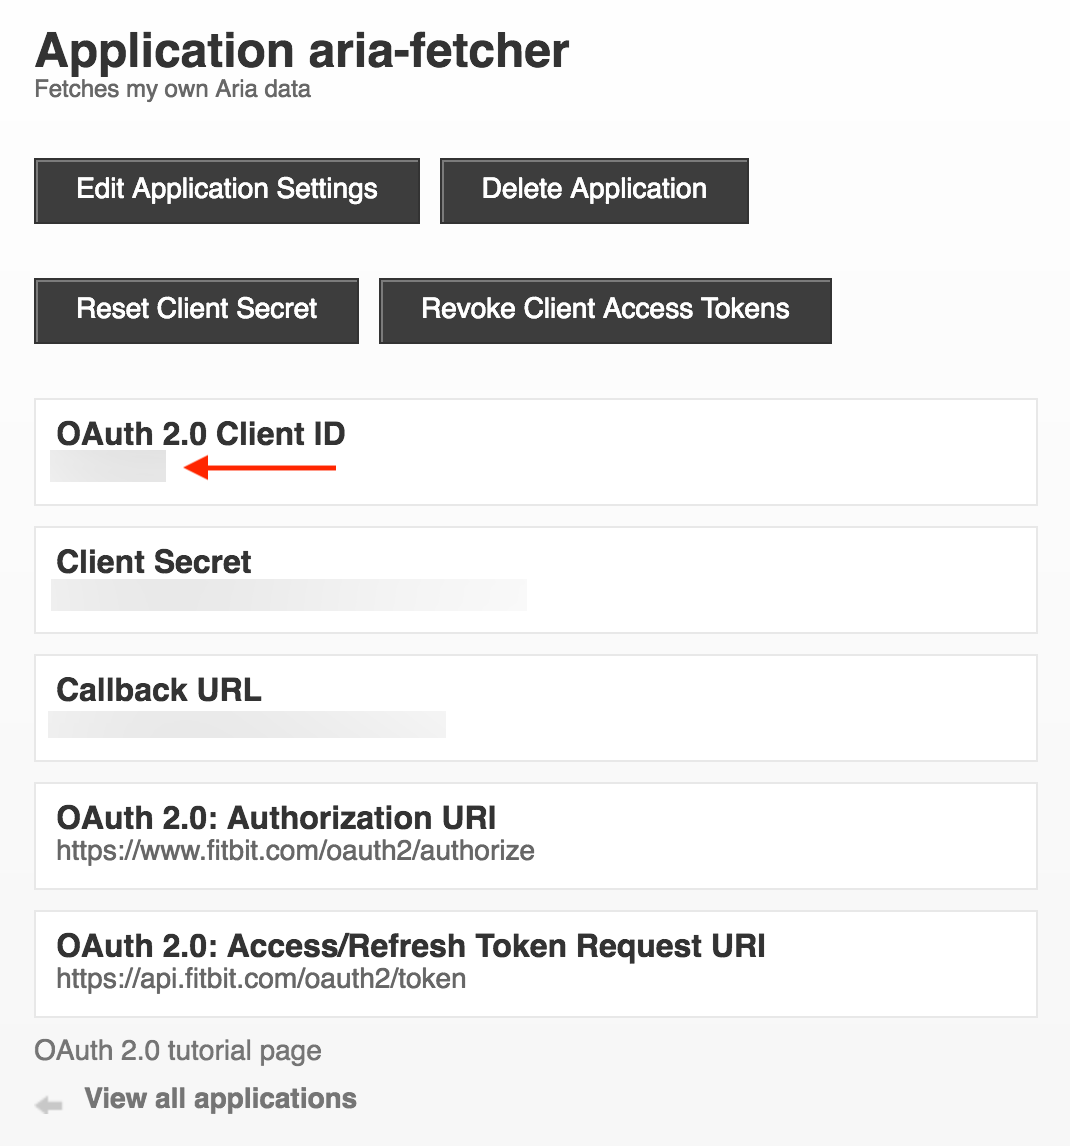 Application aria-fetcher
Fetches my own Aria data
Edit Application Settings
Delete Application
Reset Client Secret
Revoke Client Access Tokens
OAuth 2.0 Client ID
Client Secret
Callback URL
OAuth 2.0: Authorization URI
https://www.fitbit.com/oauth2/authorize
OAuth 2.0: Access/Refresh Token Request URI
https://api.fitbit.com/oauth2/token
OAuth 2.0 tutorial page
View all applications